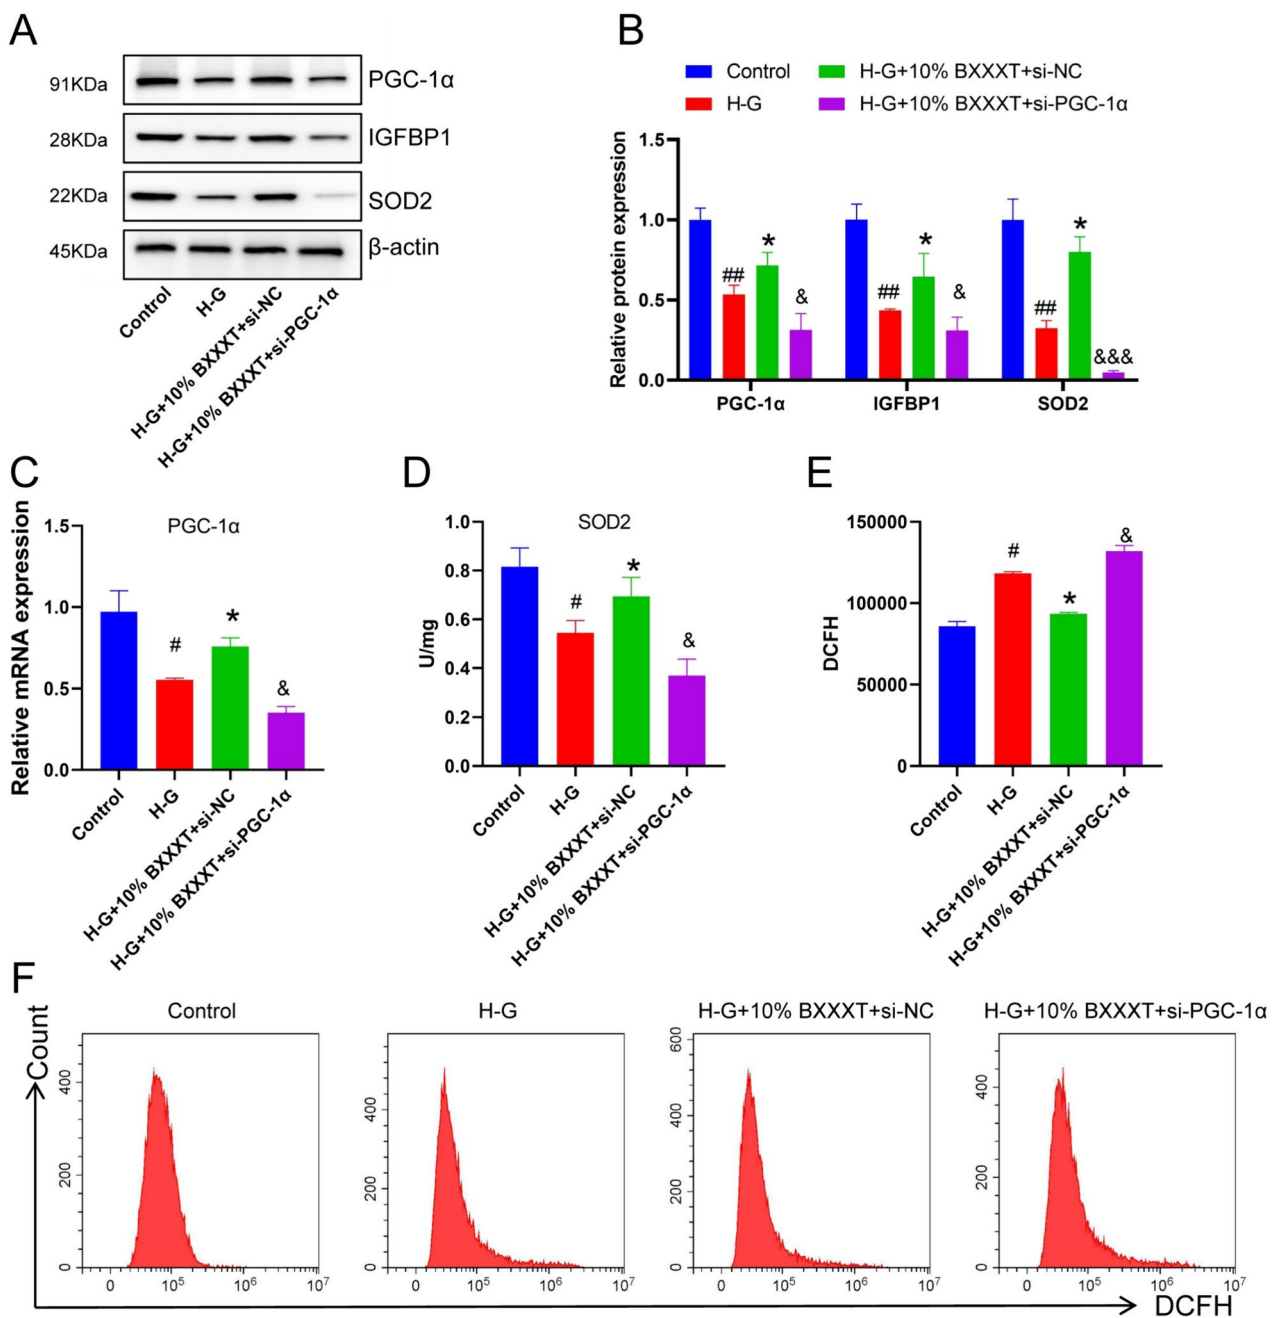 A
91KDa
PGC-1α
28KDa
IGFBP1
22KDa
SOD2
45KDa
β-actin
Control
H-G
H-G+10% BXXXT+si-NC
H-G+10% BXXXT+si-PGC-1α
B
Control
H-G+10% BXXXT+si-NC
H-G
H-G+10% BXXXT+si-PGC-1α
Relative protein expression
1.5
1.0
0.5
0.0
##
*
&
##
*
&
##
*
&&&
PGC-1α
IGFBP1
SOD2
C
PGC-1α
Relative mRNA expression
1.5
1.0
0.5
0.0
#
*
&
Control
H-G
H-G+10% BXXXT+si-NC
H-G+10% BXXXT+si-PGC-1α
D
SOD2
U/mg
1.0
0.8
0.6
0.4
0.2
0.0
#
*
&
Control
H-G
H-G+10% BXXXT+si-NC
H-G+10% BXXXT+si-PGC-1α
E
DCFH
150000
100000
50000
0
#
*
&
Control
H-G
H-G+10% BXXXT+si-NC
H-G+10% BXXXT+si-PGC-1α
F
Count
Control
400
200
0
0 10⁵ 10⁶ 10⁷
H-G
400
200
0
0 10⁵ 10⁶ 10⁷
H-G+10% BXXXT+si-NC
600
400
200
0
0 10⁵ 10⁶ 10⁷
H-G+10% BXXXT+si-PGC-1α
400
200
0
0 10⁵ 10⁶ 10⁷
DCFH